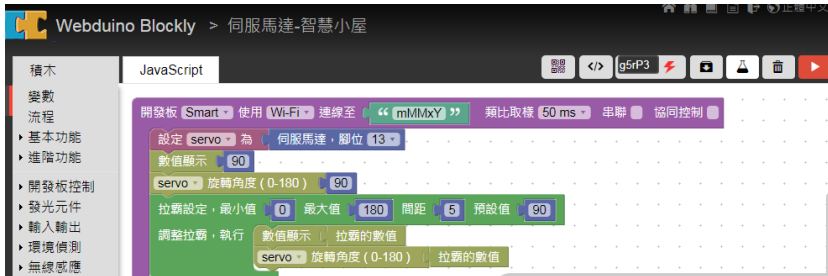 正體中文
Webduino Blockly > 伺服馬達-智慧小屋
積木
JavaScript
</>
g5rP3
變數
流程
基本功能
進階功能
開發板控制
發光元件
輸入輸出
環境偵測
無線感應
開發板 Smart 使用 Wi-Fi 連線至 “ mMMxY ” 類比取樣 50 ms 串聯 協同控制
設定 servo 為 伺服馬達，腳位 13
數值顯示 90
servo 旋轉角度 ( 0-180 ) 90
拉霸設定，最小值 0 最大值 180 間距 5 預設值 90
調整拉霸，執行 數值顯示 拉霸的數值
servo 旋轉角度 ( 0-180 ) 拉霸的數值